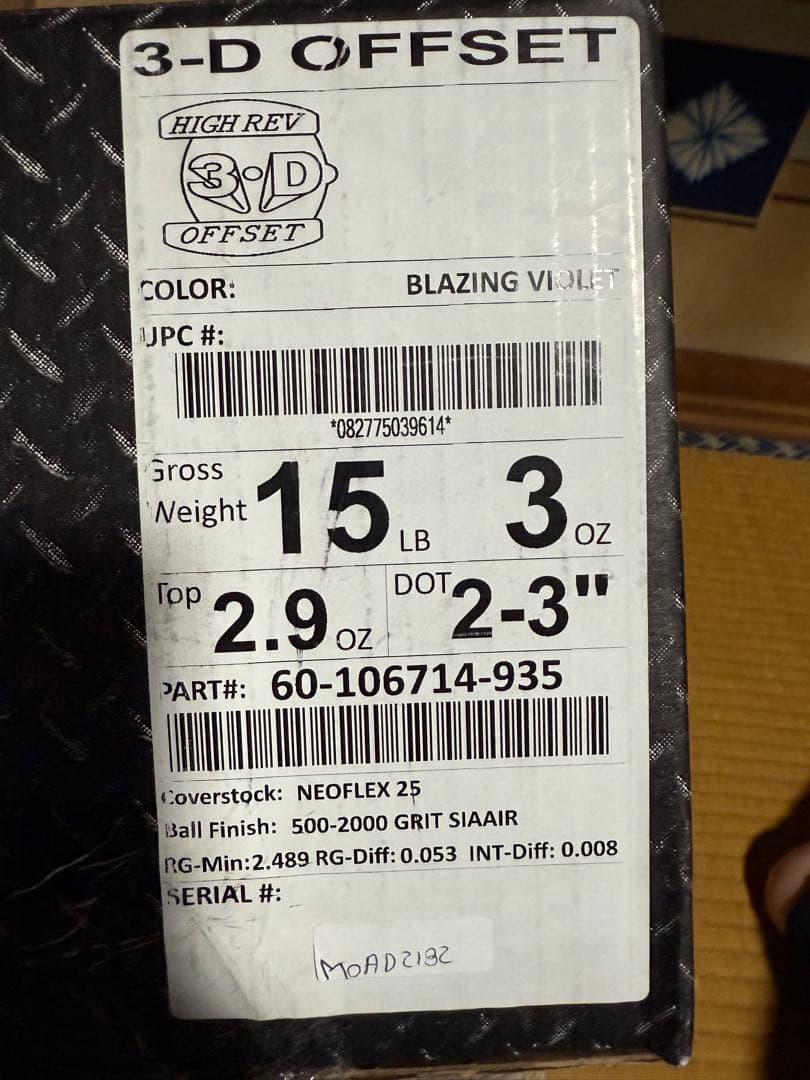 3-D OFFSET
HIGH REV
3-D
OFFSET
COLOR: BLAZING VIOLET
UPC #:
*082775039614*
Gross Weight 15 LB 3 OZ
Top 2.9 OZ DOT 2-3"
PART#: 60-106714-935
Coverstock: NEOFLEX 25
Ball Finish: 500-2000 GRIT SIAAIR
RG-Min:2.489 RG-Diff: 0.053 INT-Diff: 0.008
SERIAL #:
MOAD2182